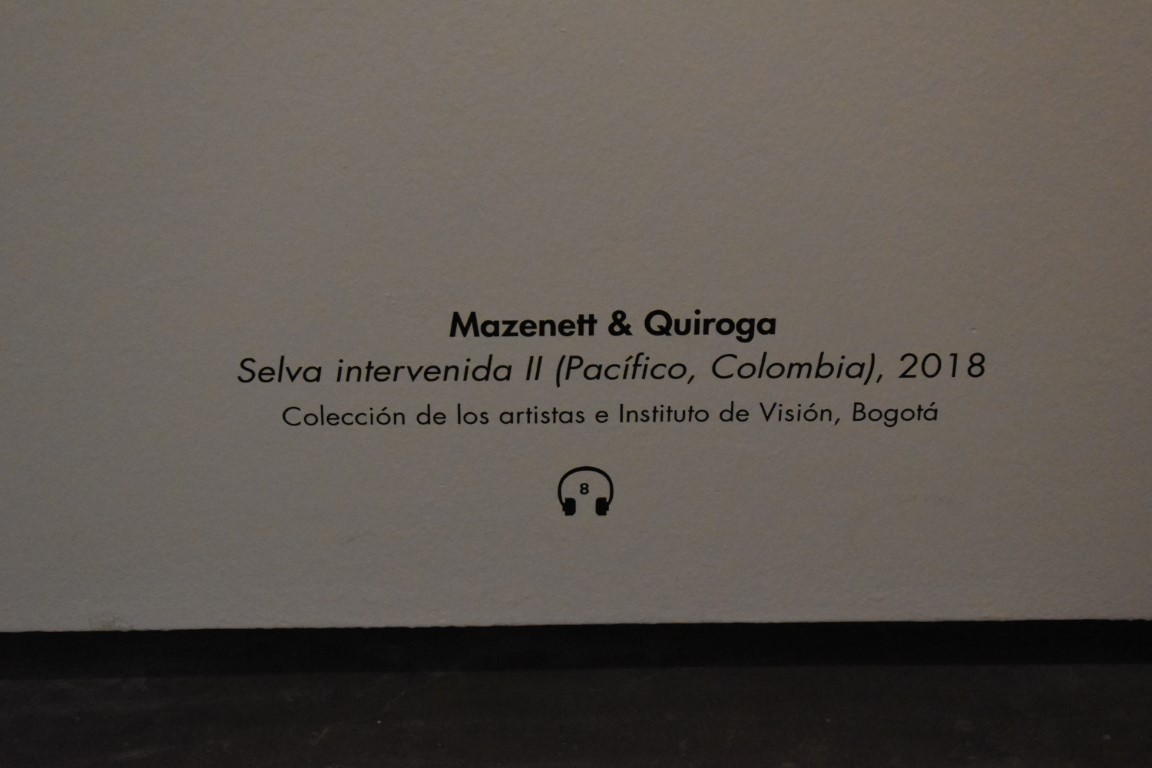 Mazenett & Quiroga
Selva intervenida II (Pacífico, Colombia), 2018
Colección de los artistas e Instituto de Visión, Bogotá
8